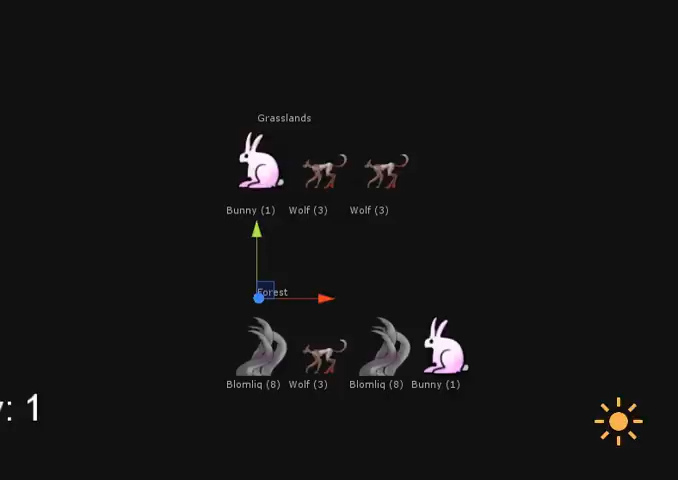 Grasslands
Bunny (1) Wolf (3) Wolf (3)
Forest
Blomliq (8) Wolf (3) Blomliq (8) Bunny (1)
: 1